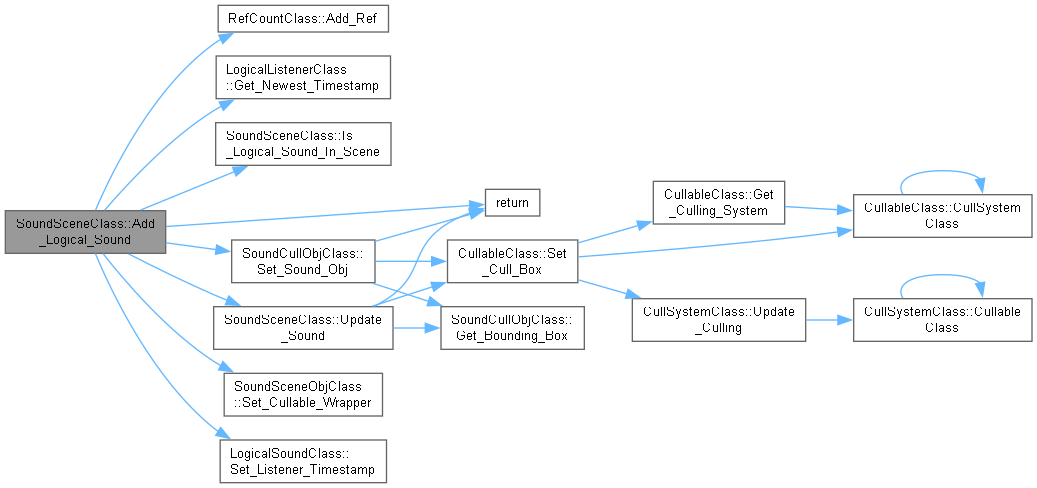 RefCountClass::Add_Ref
LogicalListenerClass
::Get_Newest_Timestamp
SoundSceneClass::Is
_Logical_Sound_In_Scene
SoundSceneClass::Add
_Logical_Sound
return
SoundCullObjClass::
Set_Sound_Obj
SoundSceneClass::Update
_Sound
SoundSceneObjClass
::Set_Cullable_Wrapper
LogicalSoundClass::
Set_Listener_Timestamp
CullableClass::Set
_Cull_Box
SoundCullObjClass::
Get_Bounding_Box
CullableClass::Get
_Culling_System
CullSystemClass::Update
_Culling
CullableClass::CullSystem
Class
CullSystemClass::Cullable
Class